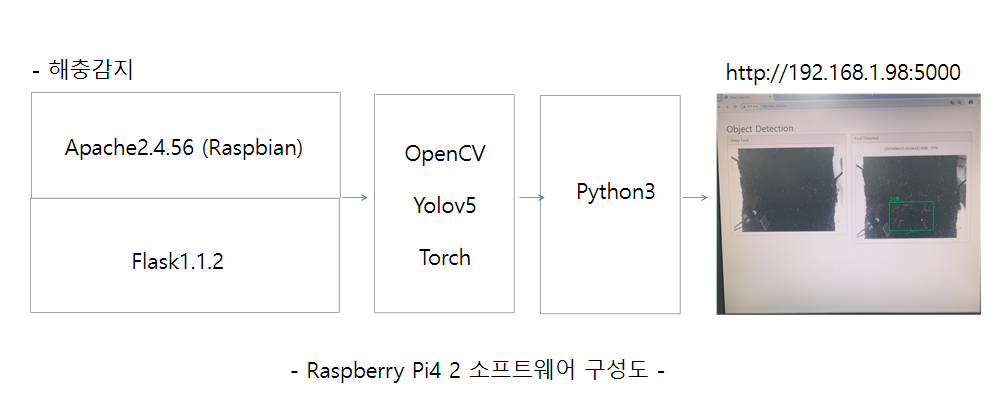 - 해충감지
http://192.168.1.98:5000
Apache2.4.56 (Raspbian)
Flask1.1.2
OpenCV
Yolov5
Torch
Python3
Object Detection
- Raspberry Pi4 2 소프트웨어 구성도 -